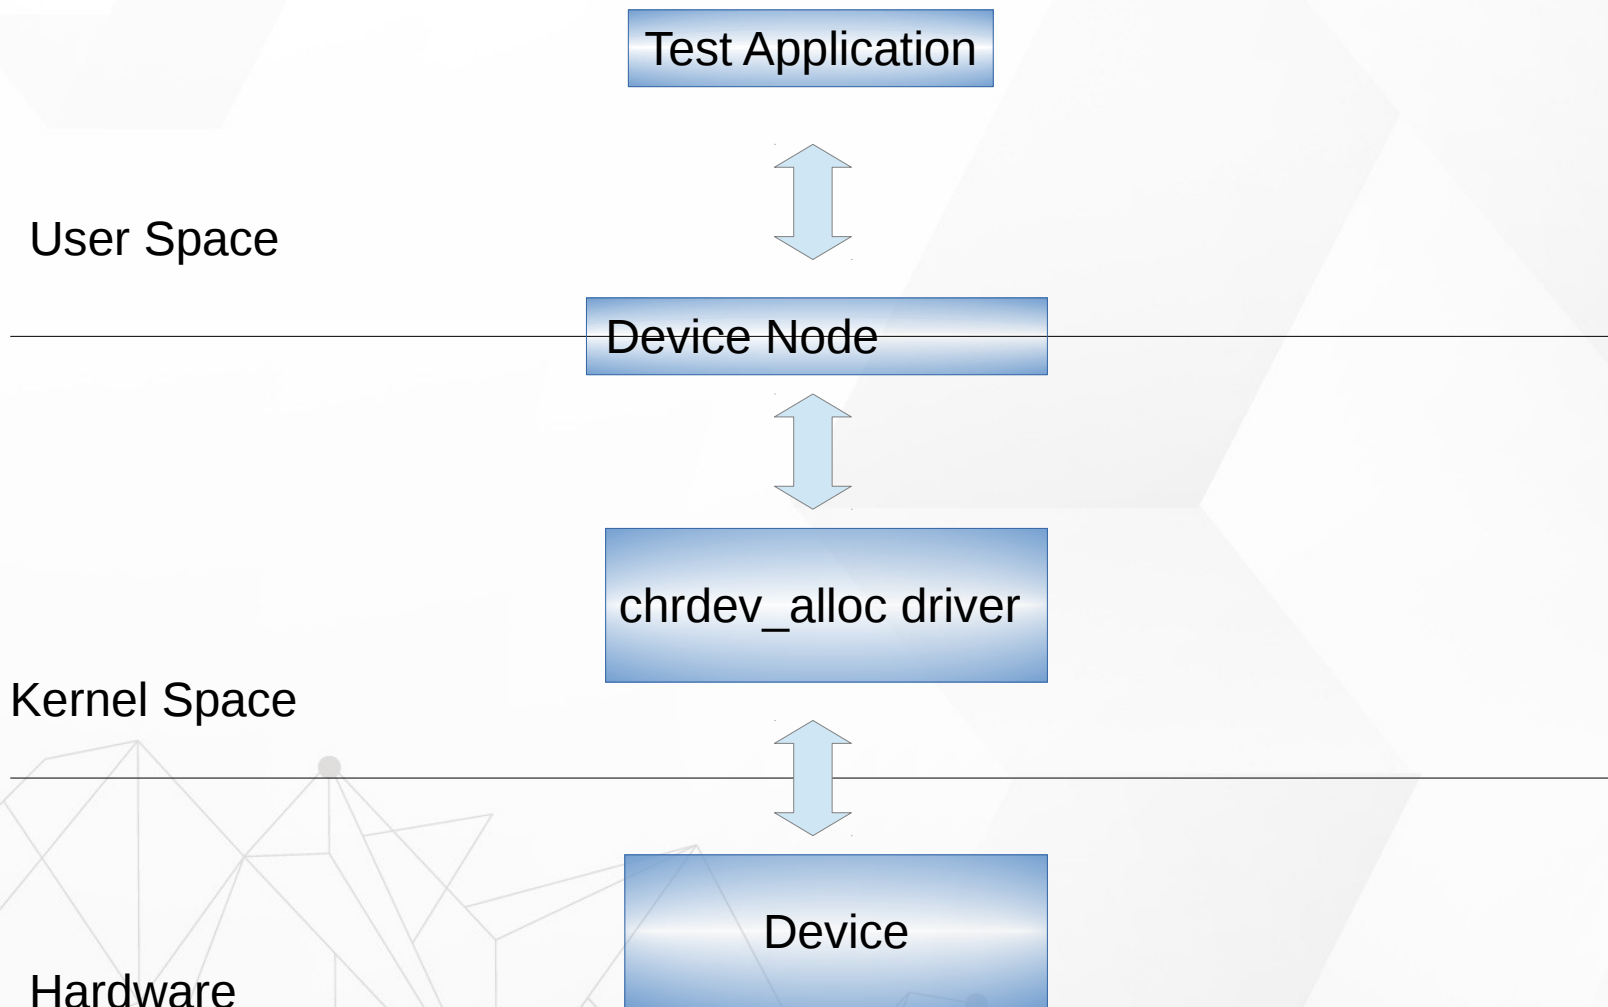 Test Application
User Space
Device Node
chrdev_alloc driver
Kernel Space
Device
Hardware